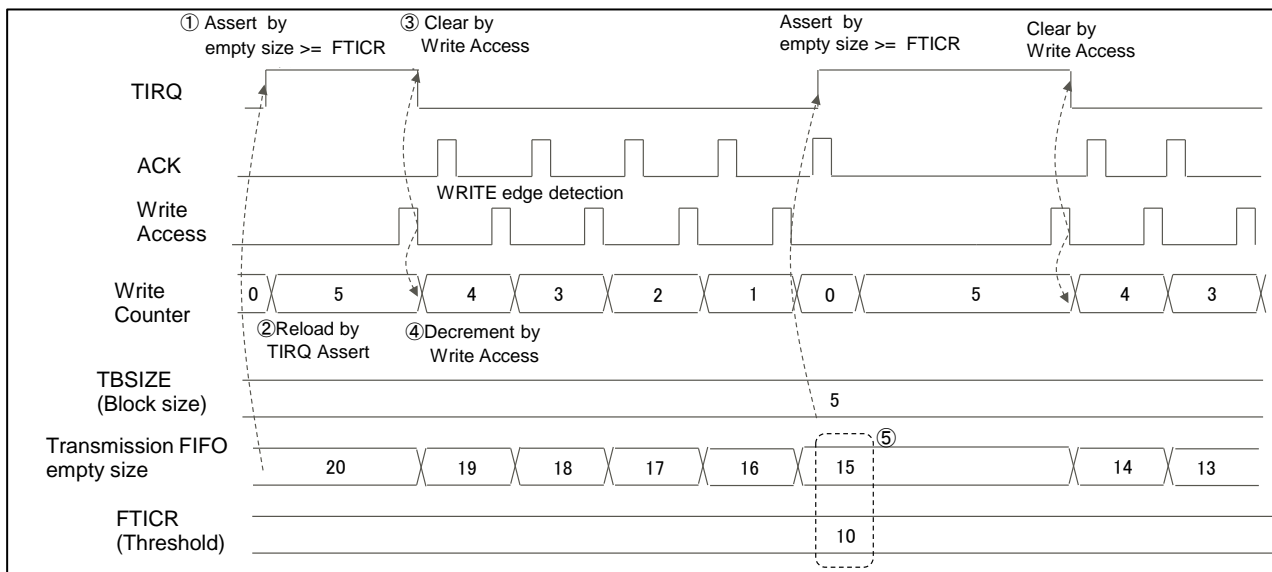 ① Assert by
empty size >= FTICR
③ Clear by
Write Access
Assert by
empty size >= FTICR
Clear by
Write Access
TIRQ
ACK
WRITE edge detection
Write
Access
Write
Counter
0 5 4 3 2 1 0 5 4 3
②Reload by
TIRQ Assert
④Decrement by
Write Access
TBSIZE
(Block size)
5
Transmission FIFO
empty size
20 19 18 17 16 15 14 13
⑤
FTICR
(Threshold)
10